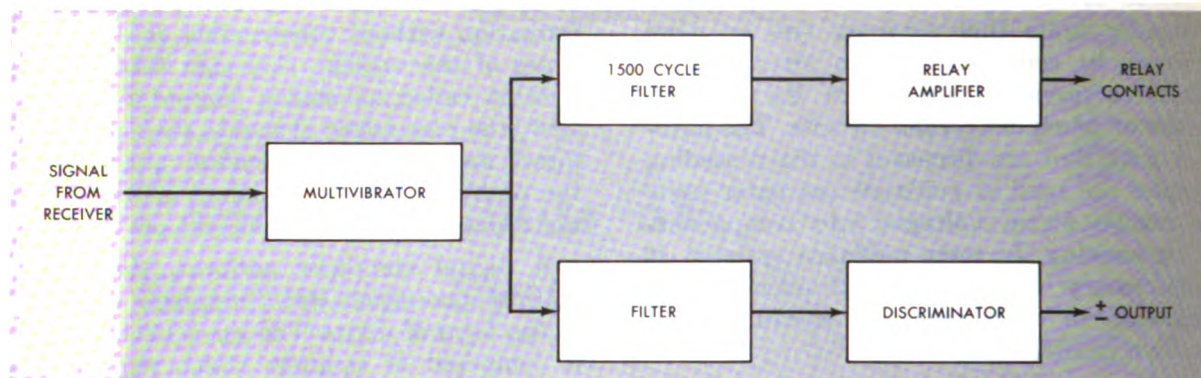 SIGNAL
FROM
RECEIVER
MULTIVIBRATOR
1500 CYCLE
FILTER
RELAY
AMPLIFIER
RELAY
CONTACTS
FILTER
DISCRIMINATOR
± OUTPUT